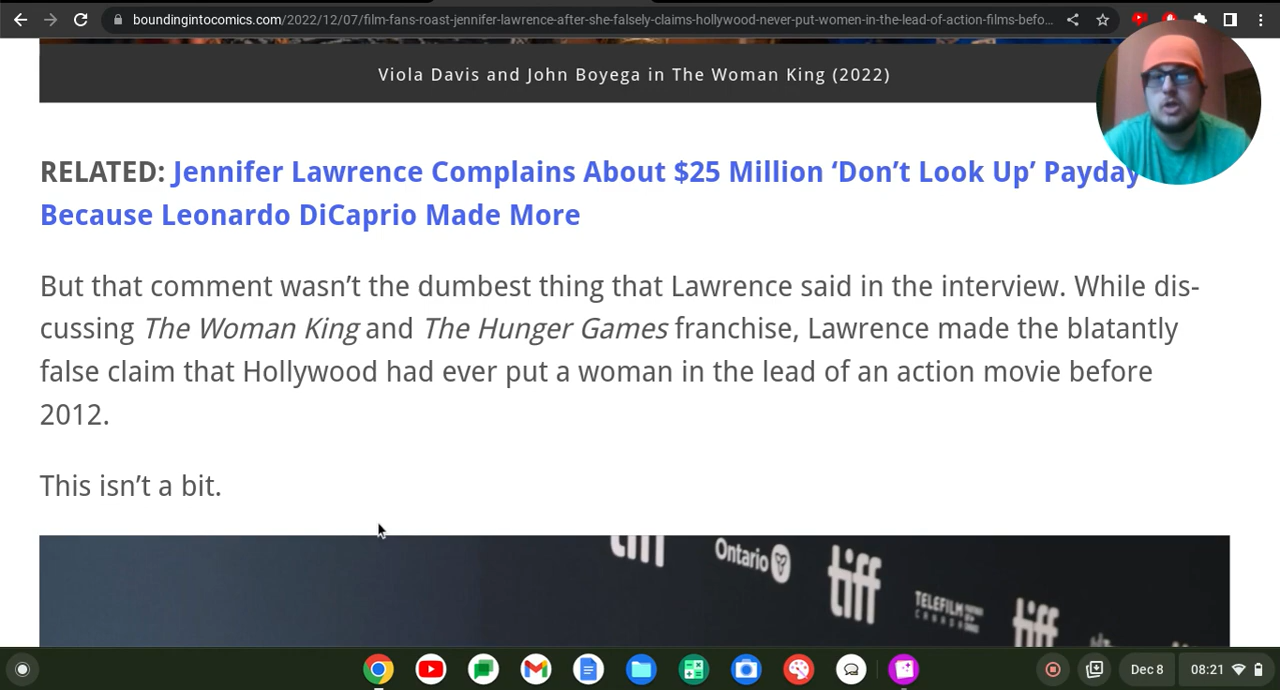 boundingintocomics.com/2022/12/07/film-fans-roast-jennifer-lawrence-after-she-falsely-claims-hollywood-never-put-women-in-the-lead-of-action-films-befo...
Viola Davis and John Boyega in The Woman King (2022)
RELATED: Jennifer Lawrence Complains About $25 Million ‘Don’t Look Up’ Payday
Because Leonardo DiCaprio Made More
But that comment wasn’t the dumbest thing that Lawrence said in the interview. While dis-
cussing The Woman King and The Hunger Games franchise, Lawrence made the blatantly
false claim that Hollywood had ever put a woman in the lead of an action movie before
2012.
This isn’t a bit.
tiff
Ontario
tiff
TELEFILM
CANADA
tiff
Dec 8
08:21